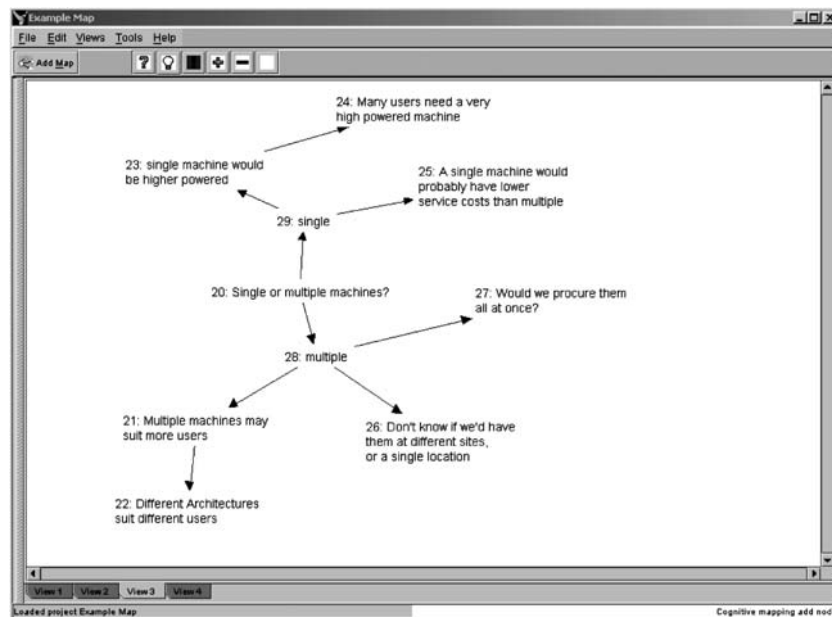 Example Map
File Edit Views Tools Help
Add Map
24: Many users need a very
high powered machine
23: single machine would
be higher powered
25: A single machine would
probably have lower
service costs than multiple
29: single
20: Single or multiple machines?
27: Would we procure them
all at once?
28: multiple
21: Multiple machines may
suit more users
26: Don't know if we'd have
them at different sites,
or a single location
22: Different Architectures
suit different users
View 1 View 2 View 3 View 4
Loaded project Example Map
Cognitive mapping add nod